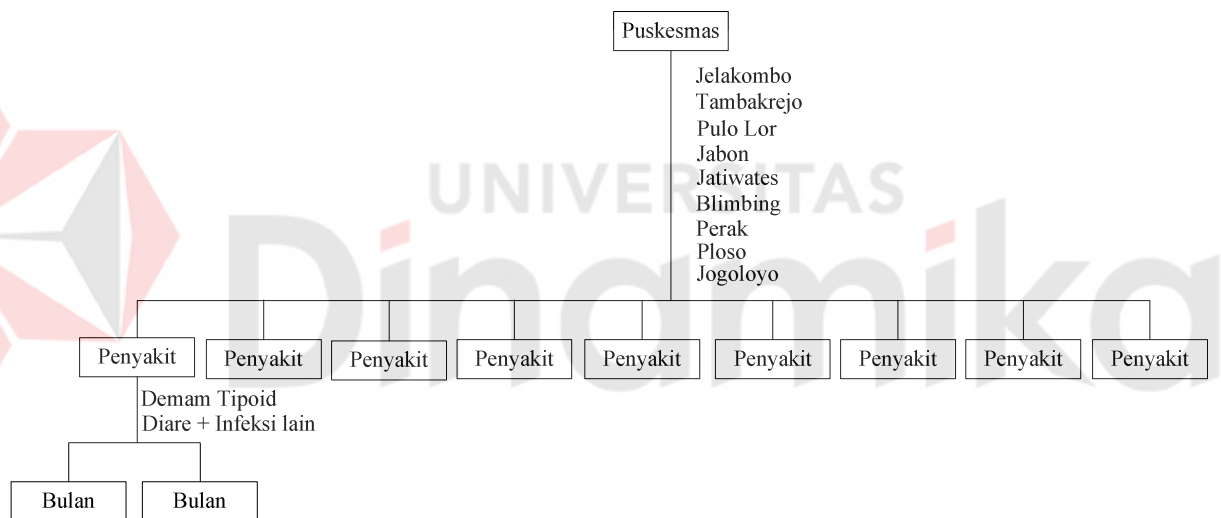 Puskesmas
Jelakombo
Tambakrejo
Pulo Lor
Jabon
Jatiwates
Blimbing
Perak
Ploso
Jogoloyo
UNIVERSITAS
Dinamika
Penyakit Penyakit Penyakit Penyakit Penyakit Penyakit Penyakit Penyakit Penyakit
Demam Tipoid
Diare + Infeksi lain
Bulan Bulan